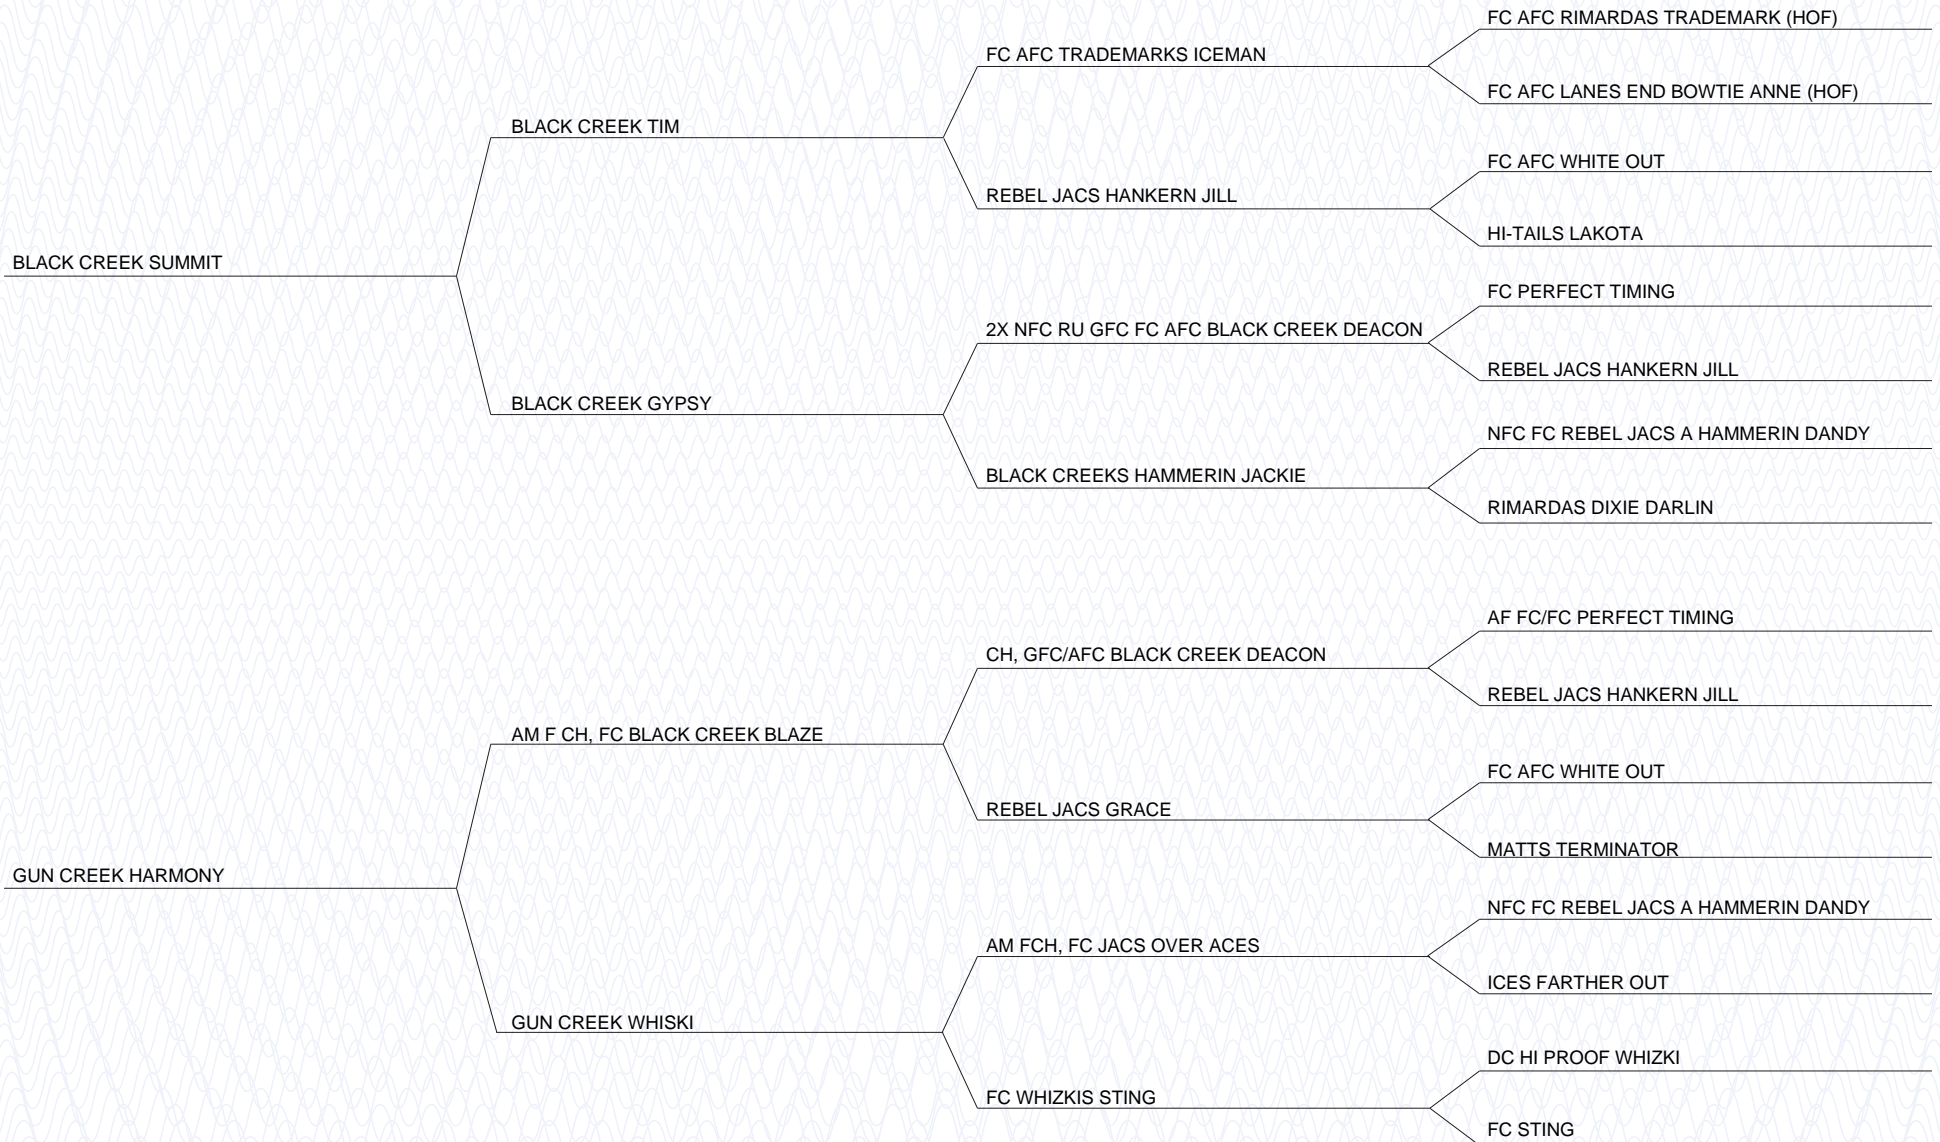 FC AFC RIMARDAS TRADEMARK (HOF)
FC AFC TRADEMARKS ICEMAN
FC AFC LANES END BOWTIE ANNE (HOF)
BLACK CREEK TIM
FC AFC WHITE OUT
REBEL JACS HANKERN JILL
HI-TAILS LAKOTA
BLACK CREEK SUMMIT
FC PERFECT TIMING
2X NFC RU GFC FC AFC BLACK CREEK DEACON
REBEL JACS HANKERN JILL
BLACK CREEK GYPSY
NFC FC REBEL JACS A HAMMERIN DANDY
BLACK CREEKS HAMMERIN JACKIE
RIMARDAS DIXIE DARLIN
AF FC/FC PERFECT TIMING
CH, GFC/AFC BLACK CREEK DEACON
REBEL JACS HANKERN JILL
AM F CH, FC BLACK CREEK BLAZE
FC AFC WHITE OUT
REBEL JACS GRACE
MATTS TERMINATOR
GUN CREEK HARMONY
NFC FC REBEL JACS A HAMMERIN DANDY
AM FCH, FC JACS OVER ACES
ICES FARTHER OUT
GUN CREEK WHISKI
DC HI PROOF WHIZKI
FC WHIZKIS STING
FC STING